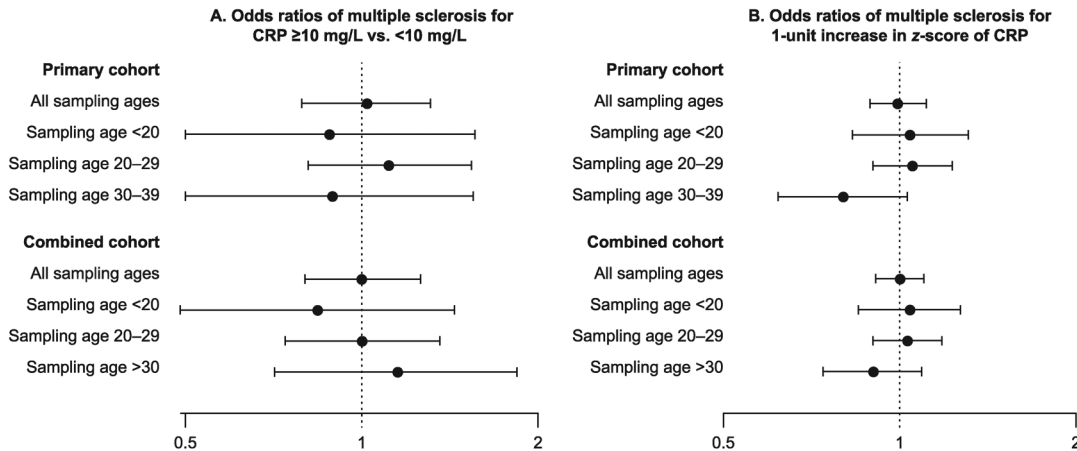 A. Odds ratios of multiple sclerosis for
CRP ≥10 mg/L vs. <10 mg/L
Primary cohort
All sampling ages
Sampling age <20
Sampling age 20–29
Sampling age 30–39
Combined cohort
All sampling ages
Sampling age <20
Sampling age 20–29
Sampling age >30
0.5 1 2
B. Odds ratios of multiple sclerosis for
1-unit increase in z-score of CRP
Primary cohort
All sampling ages
Sampling age <20
Sampling age 20–29
Sampling age 30–39
Combined cohort
All sampling ages
Sampling age <20
Sampling age 20–29
Sampling age >30
0.5 1 2